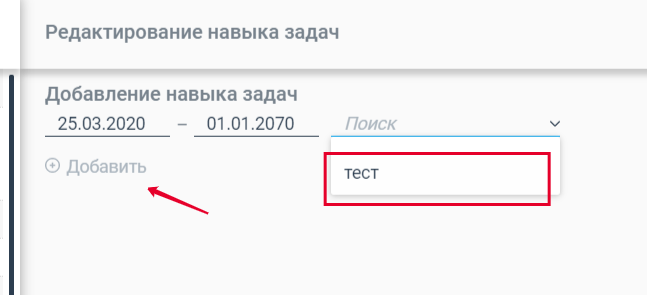 Редактирование навыка задач
Добавление навыка задач
25.03.2020 – 01.01.2070 Поиск
Добавить
тест